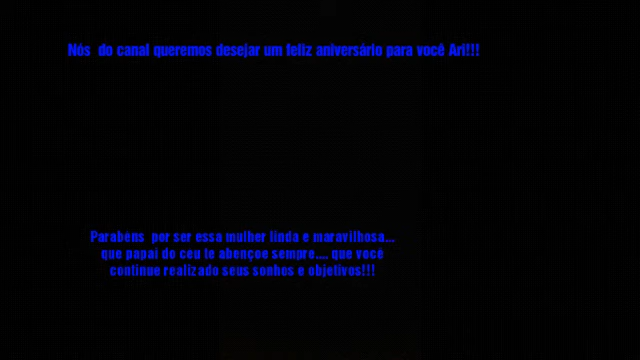 Nós do canal queremos desejar um feliz aniversário para você Ari!!!
Parabéns por ser essa mulher linda e maravilhosa...
que papai do ceu te abençoe sempre.... que você
continue realizado seus sonhos e objetivos!!!